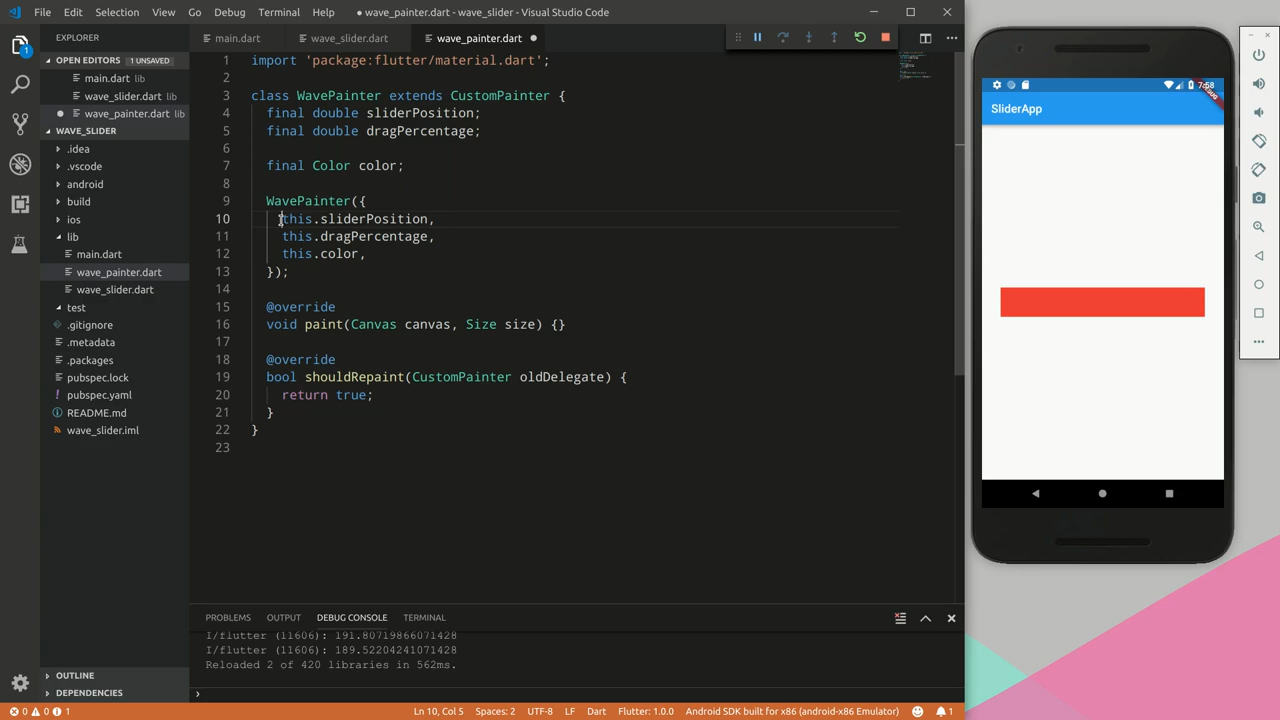 File Edit Selection View Go Debug Terminal Help
● wave_painter.dart - wave_slider - Visual Studio Code
EXPLORER
OPEN EDITORS 1 UNSAVED
main.dart lib
wave_slider.dart lib
wave_painter.dart lib
WAVE_SLIDER
.idea
.vscode
android
build
ios
lib
main.dart
wave_painter.dart
wave_slider.dart
test
.gitignore
.metadata
.packages
pubspec.lock
pubspec.yaml
README.md
wave_slider.iml
OUTLINE
DEPENDENCIES
1
main.dart wave_slider.dart wave_painter.dart
1 import 'package:flutter/material.dart';
2
3 class WavePainter extends CustomPainter {
4 final double sliderPosition;
5 final double dragPercentage;
6
7 final Color color;
8
9 WavePainter({
10 this.sliderPosition,
11 this.dragPercentage,
12 this.color,
13 });
14
15 @override
16 void paint(Canvas canvas, Size size) {}
17
18 @override
19 bool shouldRepaint(CustomPainter oldDelegate) {
20 return true;
21 }
22 }
23
PROBLEMS OUTPUT DEBUG CONSOLE TERMINAL
I/flutter (11606): 191.80719866071428
I/flutter (11606): 189.52204241071428
Reloaded 2 of 420 libraries in 562ms.
0 0 1
Ln 10, Col 5 Spaces: 2 UTF-8 LF Dart Flutter: 1.0.0 Android SDK built for x86 (android-x86 Emulator) 1
7:58
DEBUG
SliderApp